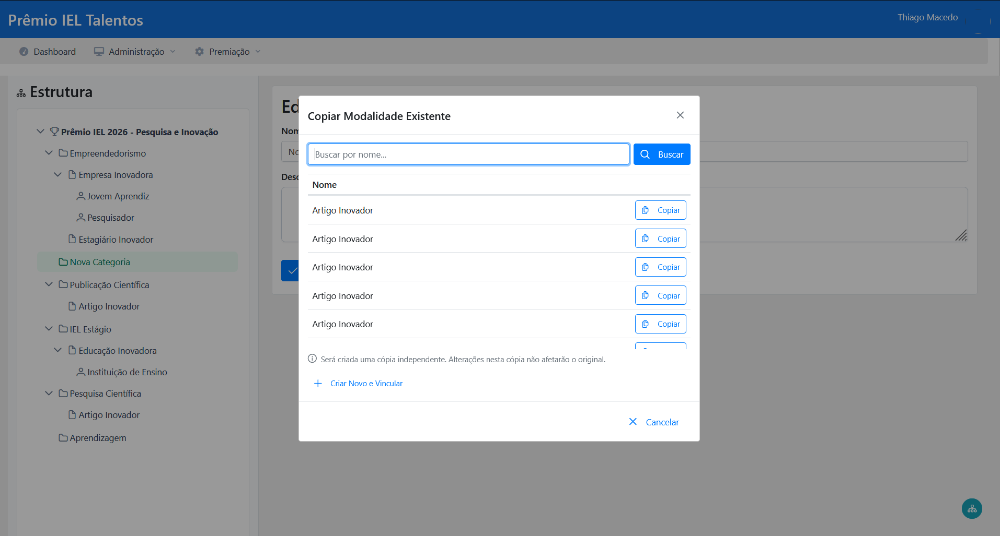 Prêmio IEL Talentos
Thiago Macedo
Dashboard
Administração
Premiação
Estrutura
Prêmio IEL 2026 - Pesquisa e Inovação
Empreendedorismo
Empresa Inovadora
Jovem Aprendiz
Pesquisador
Estagiário Inovador
Nova Categoria
Publicação Científica
Artigo Inovador
IEL Estágio
Educação Inovadora
Instituição de Ensino
Pesquisa Científica
Artigo Inovador
Aprendizagem
Copiar Modalidade Existente
Buscar por nome...
Buscar
Nome
Artigo Inovador Copiar
Artigo Inovador Copiar
Artigo Inovador Copiar
Artigo Inovador Copiar
Artigo Inovador Copiar
Será criada uma cópia independente. Alterações nesta cópia não afetarão o original.
Criar Novo e Vincular
Cancelar